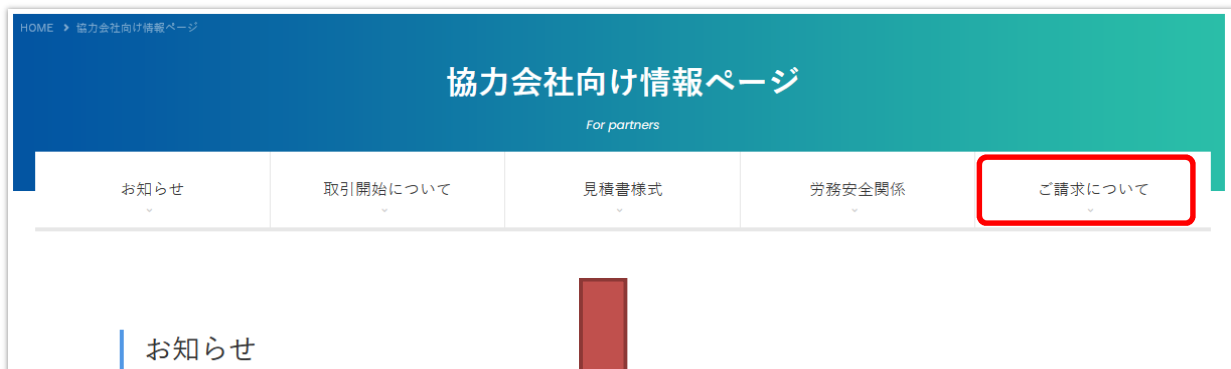 HOME > 協力会社向け情報ページ
協力会社向け情報ページ
For partners
お知らせ
取引開始について
見積書様式
労務安全関係
ご請求について
お知らせ